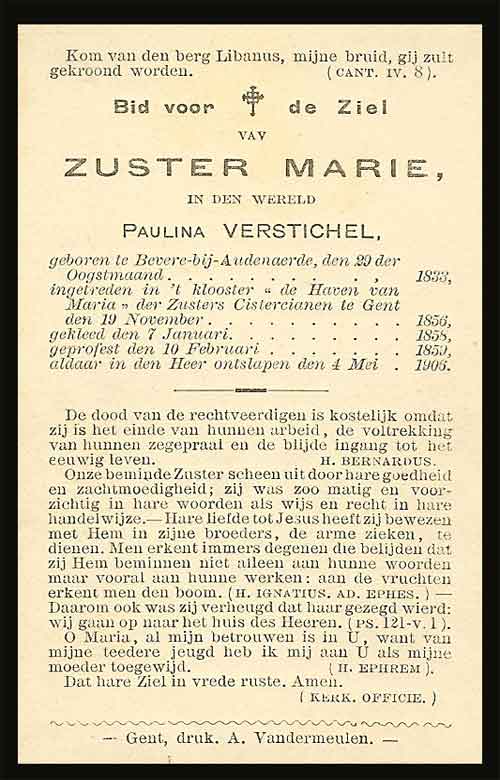 Kom van den berg Libanus, mijne bruid, gij zult
gekroond worden. (CANT. IV. 8).
Bid voor de Ziel
VAV
ZUSTER MARIE,
IN DEN WERELD
PAULINA VERSTICHEL,
geboren te Bevere-bij-Audenaerde, den 29 der
Oogstmaand . . . . . . . . . . , 1833,
ingetreden in 't klooster « de Haven van
Maria » der Zusters Cistercianen te Gent
den 19 November . . . . . . . . . 1856,
gekleed den 7 Januari. . . . . . . . 1858,
geprofest den 10 Februari . . . . . . 1859,
aldaar in den Heer ontslapen den 4 Mei . 1906.
De dood van de rechtveerdigen is kostelijk omdat
zij is het einde van hunnen arbeid, de voltrekking
van hunnen zegepraal en de blijde ingang tot het
eeuwig leven. H. BERNARDUS.
Onze beminde Zuster scheen uit door hare goedheid
en zachtmoedigheid; zij was zoo matig en voor-
zichtig in hare woorden als wijs en recht in hare
handelwijze.— Hare liefde tot Jesus heeft zij bewezen
met Hem in zijne broeders, de arme zieken, te
dienen. Men erkent immers degenen die belijden dat
zij Hem beminnen niet alleen aan hunne woorden
maar vooral aan hunne werken: aan de vruchten
erkent men den boom. (H. IGNATIUS. AD. EPHES.) —
Daarom ook was zij verheugd dat haar gezegd wierd:
wij gaan op naar het huis des Heeren. (PS. 121-v. 1).
O Maria, al mijn betrouwen is in U, want van
mijne teedere jeugd heb ik mij aan U als mijne
moeder toegewijd. (H. EPHREM).
Dat hare Ziel in vrede ruste. Amen.
(KERK. OFFICIE.)
— Gent, druk. A. Vandermeulen. —